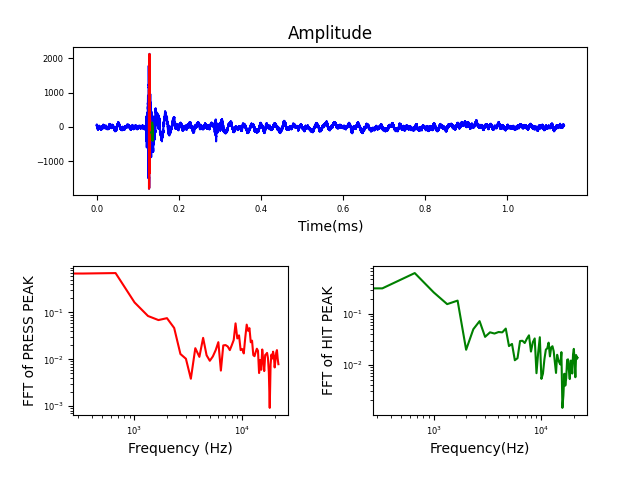 Amplitude
2000
1000
0
−1000
0.0 0.2 0.4 0.6 0.8 1.0
Time(ms)
FFT of PRESS PEAK
10⁻¹
10⁻²
10⁻³
10³ 10⁴
Frequency (Hz)
FFT of HIT PEAK
10⁻¹
10⁻²
10³ 10⁴
Frequency(Hz)